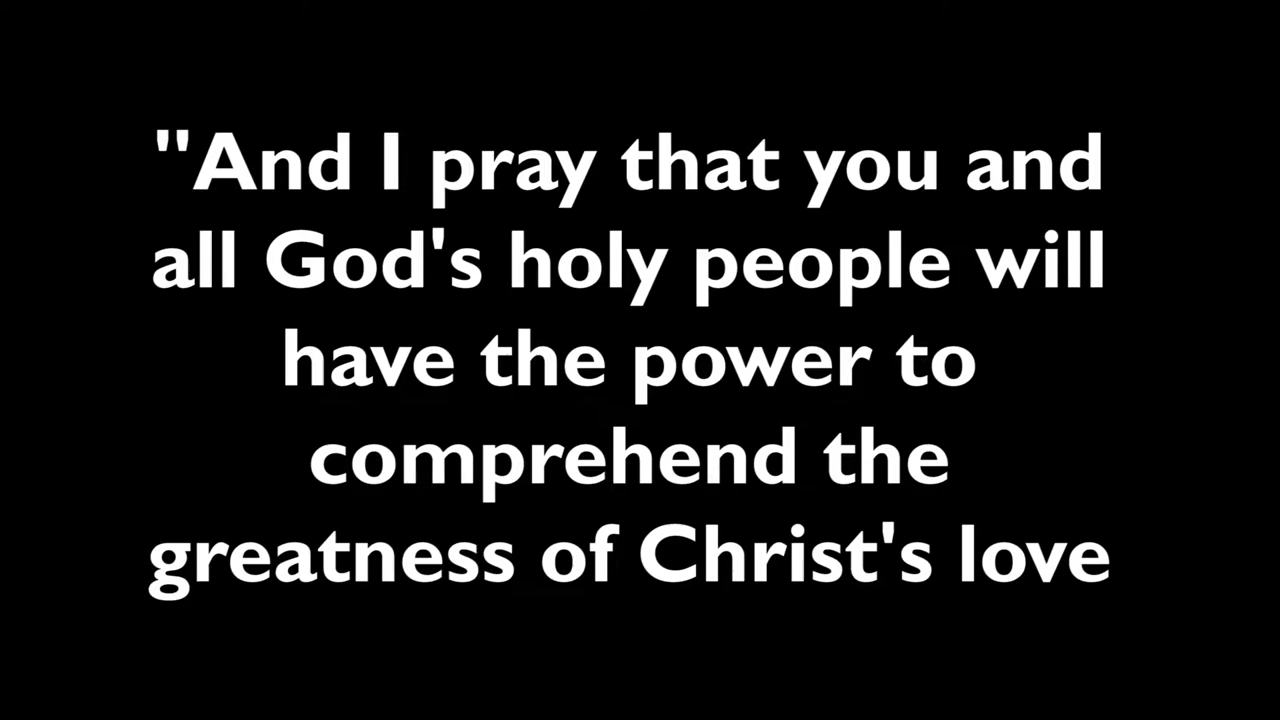 "And I pray that you and
all God's holy people will
have the power to
comprehend the
greatness of Christ's love